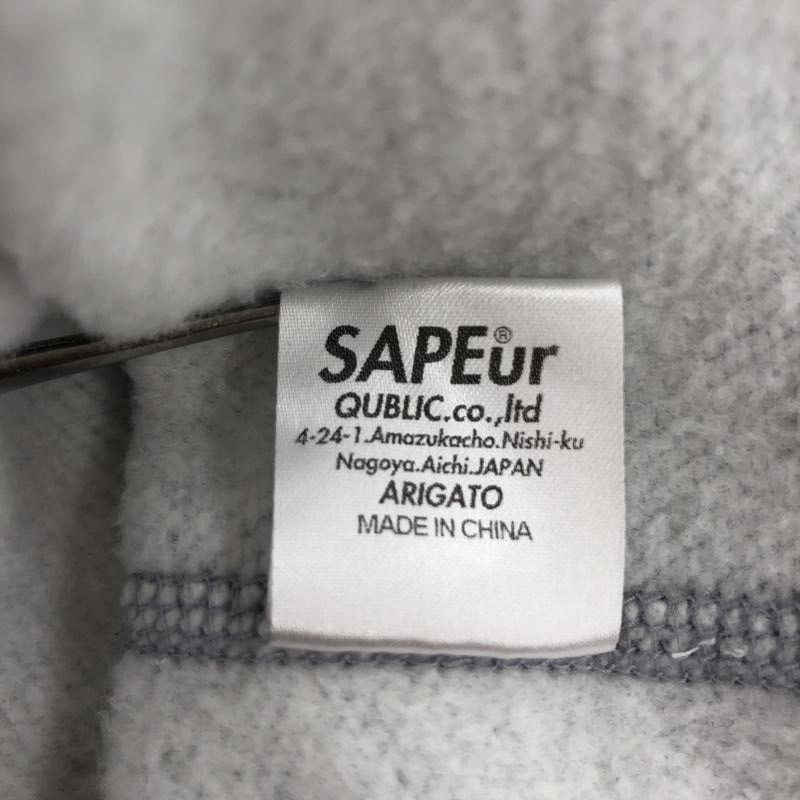 SAPEur®
QUBLIC.co.,ltd
4-24-1.Amazukacho.Nishi-ku
Nagoya.Aichi.JAPAN
ARIGATO
MADE IN CHINA